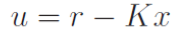 u = r − Kx